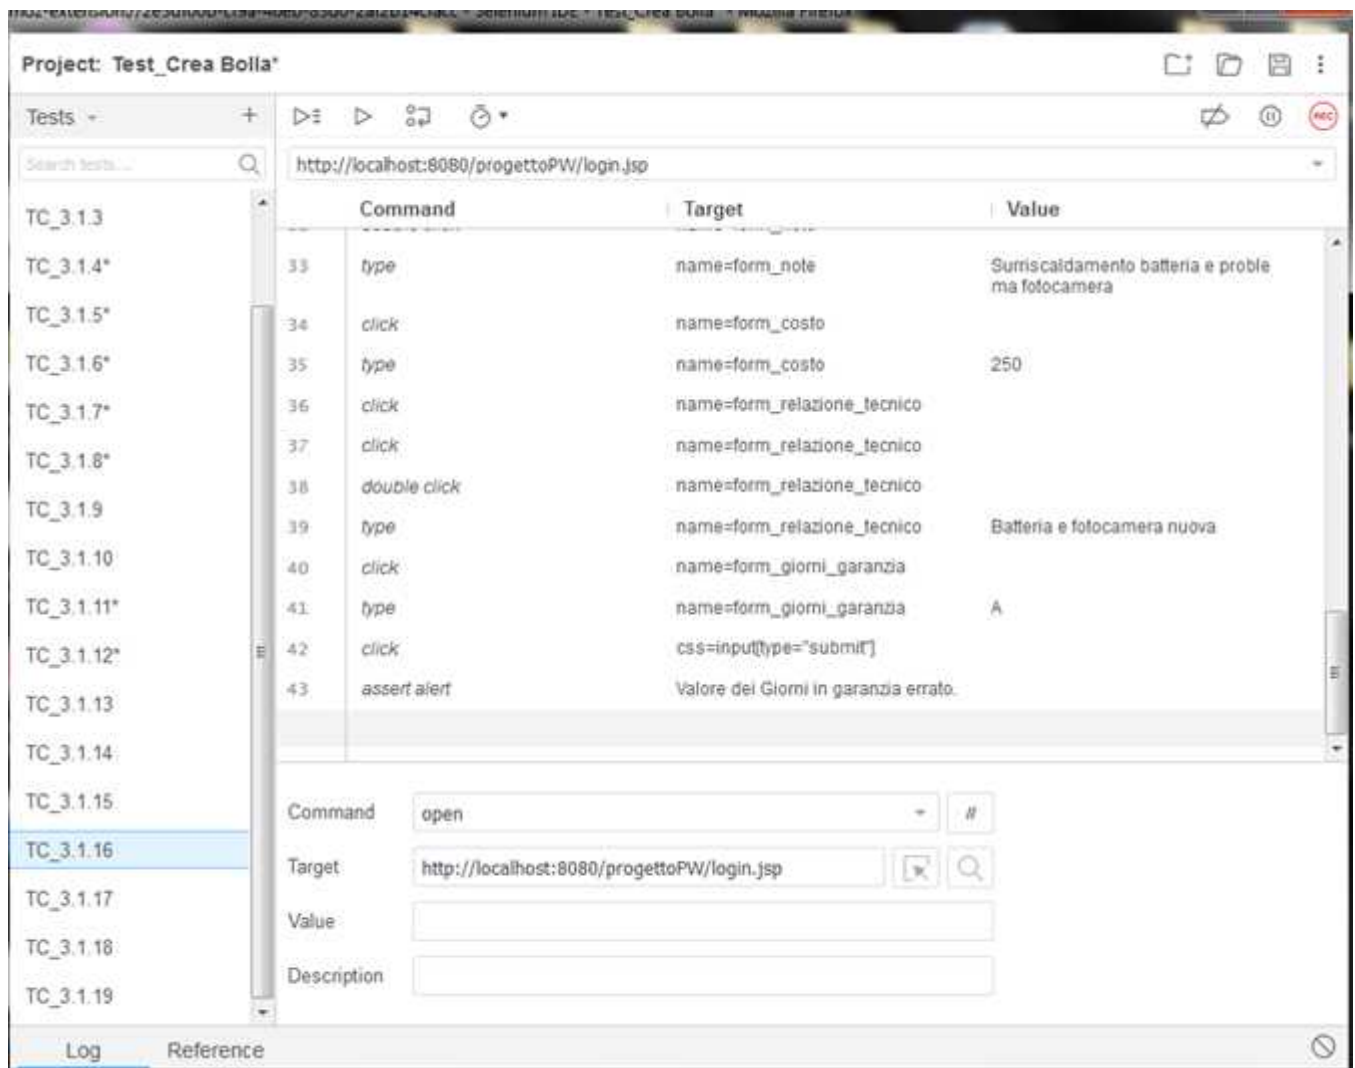 Project: Test_Crea Bolla*
Tests
Search tests...
http://localhost:8080/progettoPW/login.jsp
REC
Command Target Value
TC_3.1.3
TC_3.1.4*
TC_3.1.5*
TC_3.1.6*
TC_3.1.7*
TC_3.1.8*
TC_3.1.9
TC_3.1.10
TC_3.1.11*
TC_3.1.12*
TC_3.1.13
TC_3.1.14
TC_3.1.15
TC_3.1.16
TC_3.1.17
TC_3.1.18
TC_3.1.19
33 type name=form_note Surriscaldamento batteria e proble
ma fotocamera
34 click name=form_costo
35 type name=form_costo 250
36 click name=form_relazione_tecnico
37 click name=form_relazione_tecnico
38 double click name=form_relazione_tecnico
39 type name=form_relazione_tecnico Batteria e fotocamera nuova
40 click name=form_giorni_garanzia
41 type name=form_giorni_garanzia A
42 click css=input[type="submit"]
43 assert alert Valore dei Giorni in garanzia errato.
Command open //
Target http://localhost:8080/progettoPW/login.jsp
Value
Description
Log Reference